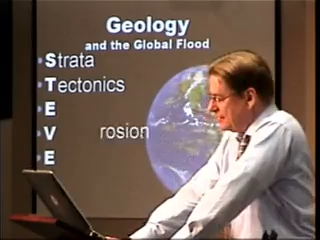 Geology
and the Global Flood
• Strata
• Tectonics
• E
• V rosion
• E